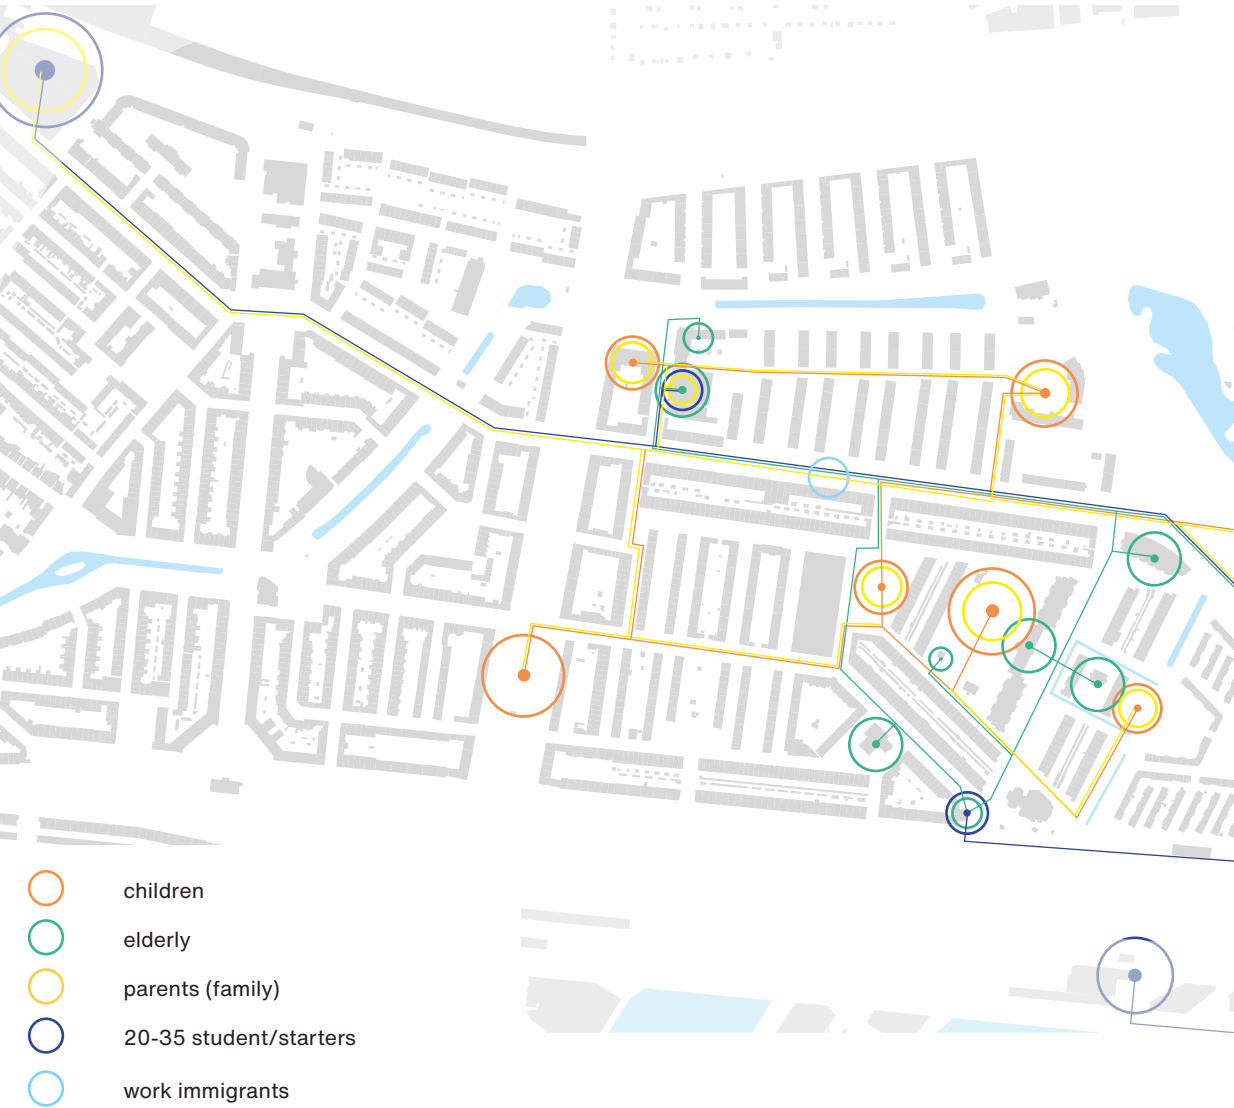 children
elderly
parents (family)
20-35 student/starters
work immigrants